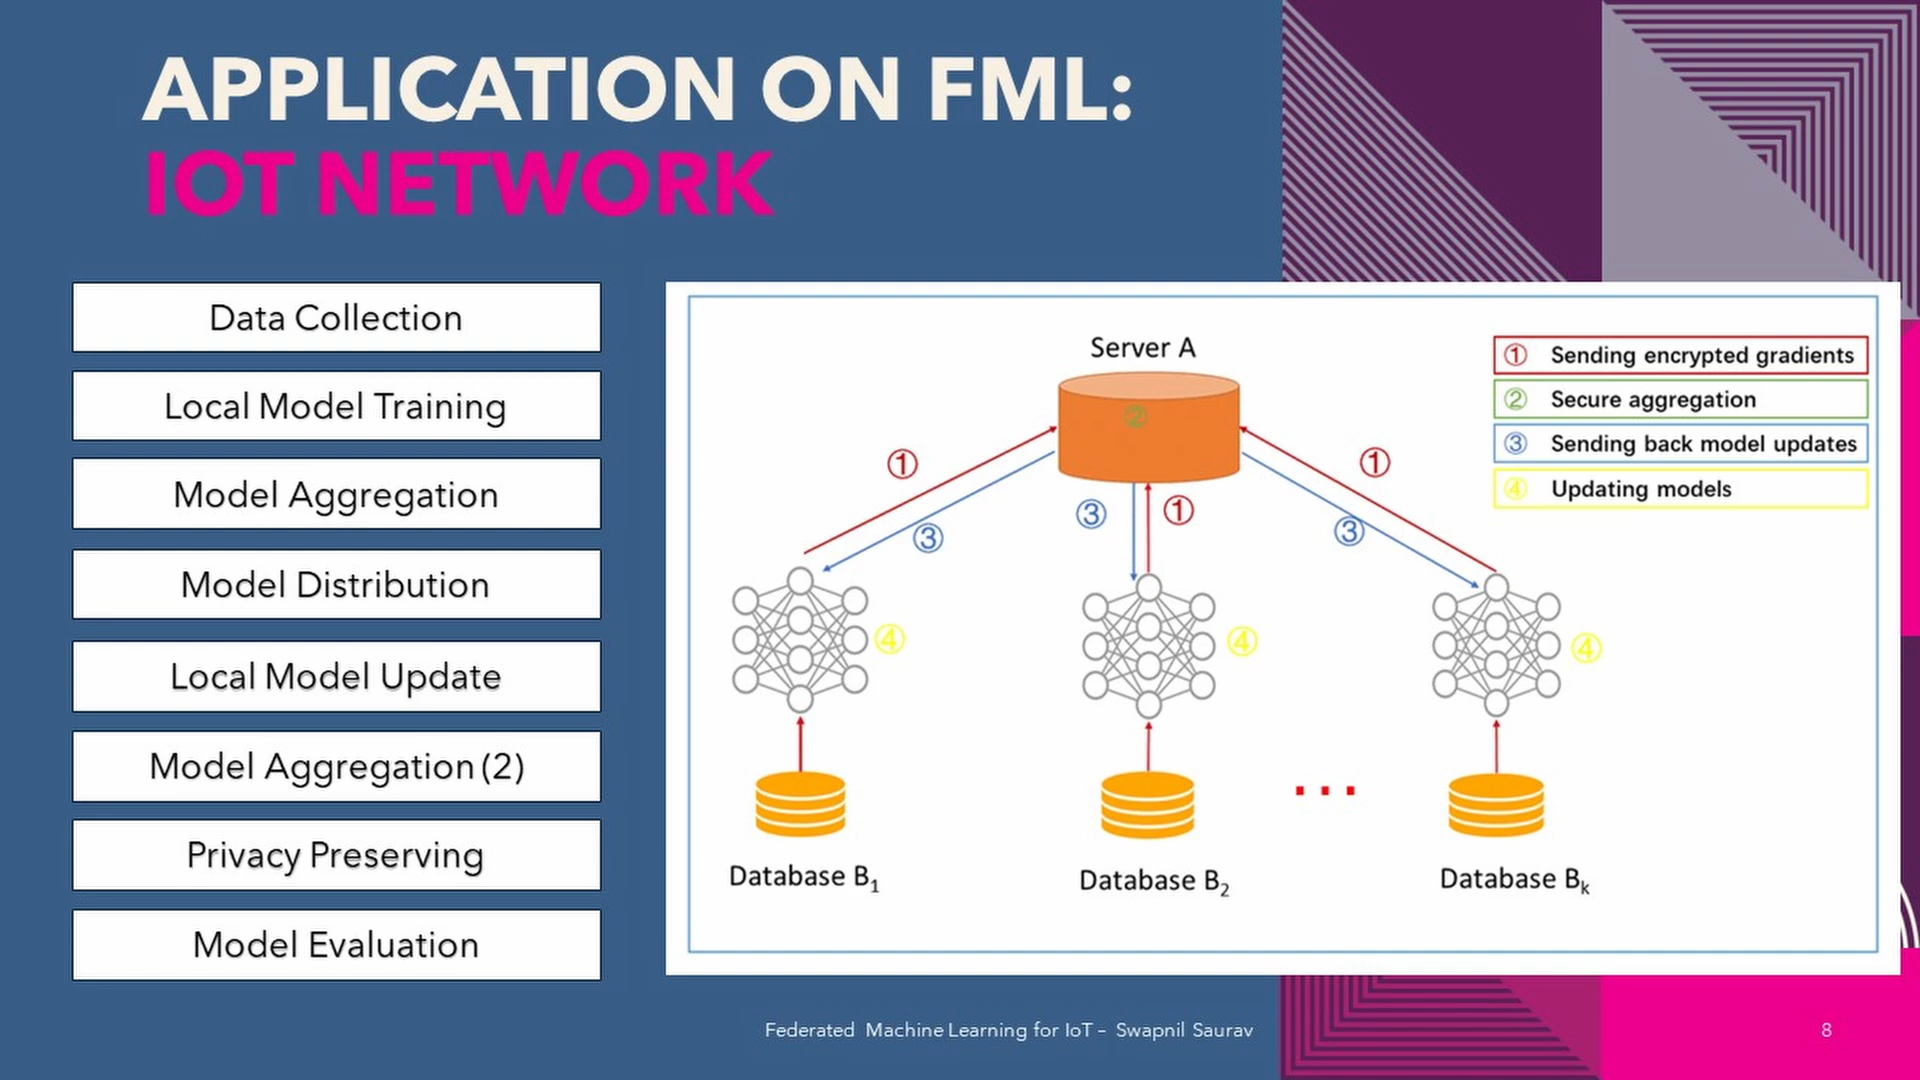 APPLICATION ON FML:
IOT NETWORK
Data Collection
Local Model Training
Model Aggregation
Model Distribution
Local Model Update
Model Aggregation (2)
Privacy Preserving
Model Evaluation
Server A
②
① Sending encrypted gradients
② Secure aggregation
③ Sending back model updates
④ Updating models
① ①
③ ③ ① ③
④ ④ ④
...
Database B₁ Database B₂ Database Bₖ
Federated Machine Learning for IoT – Swapnil Saurav
8